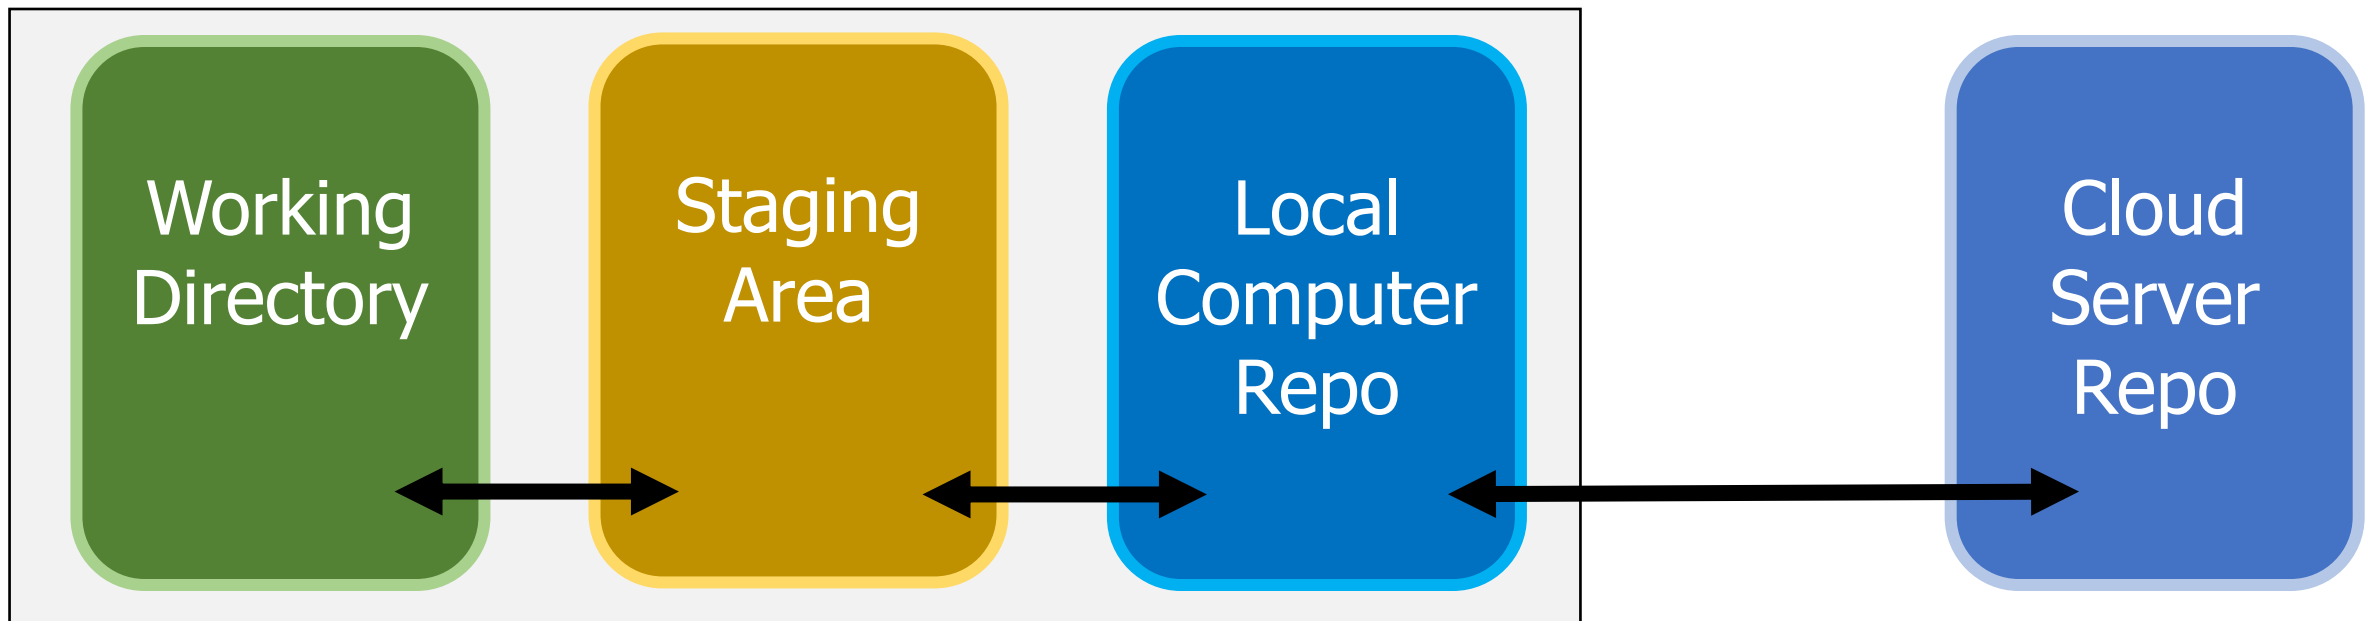 Working
Directory
Staging
Area
Local
Computer
Repo
Cloud
Server
Repo